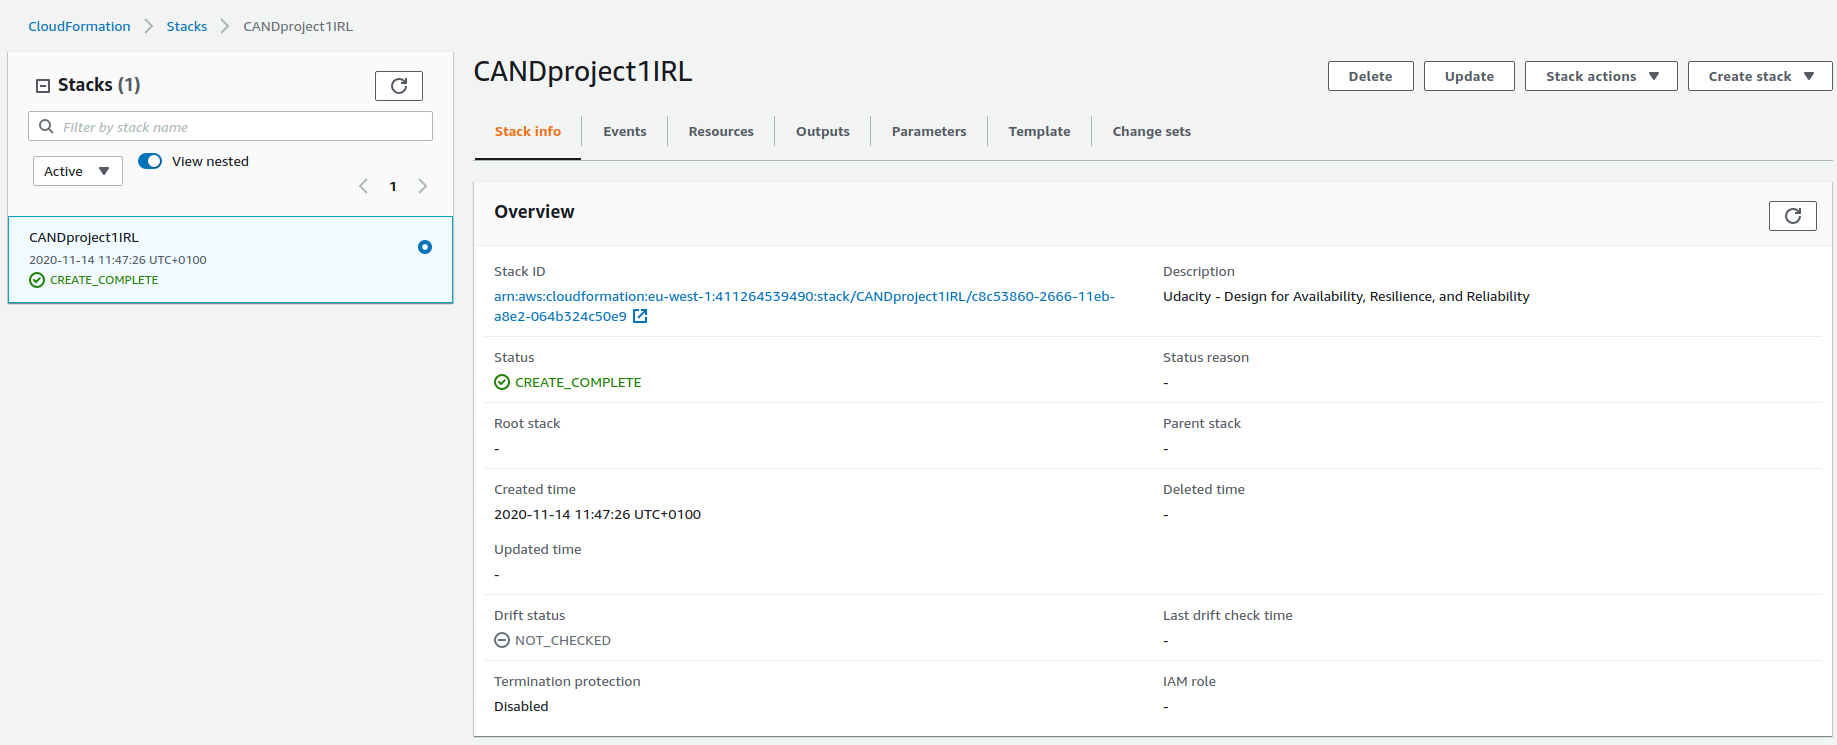 CloudFormation > Stacks > CANDproject1IRL
Stacks (1)
Filter by stack name
Active
View nested
1
CANDproject1IRL
2020-11-14 11:47:26 UTC+0100
CREATE_COMPLETE
CANDproject1IRL
Delete
Update
Stack actions
Create stack
Stack info
Events
Resources
Outputs
Parameters
Template
Change sets
Overview
Stack ID
arn:aws:cloudformation:eu-west-1:411264539490:stack/CANDproject1IRL/c8c53860-2666-11eb-
a8e2-064b324c50e9
Description
Udacity - Design for Availability, Resilience, and Reliability
Status
CREATE_COMPLETE
Status reason
-
Root stack
-
Parent stack
-
Created time
2020-11-14 11:47:26 UTC+0100
Deleted time
-
Updated time
-
Drift status
NOT_CHECKED
Last drift check time
-
Termination protection
Disabled
IAM role
-